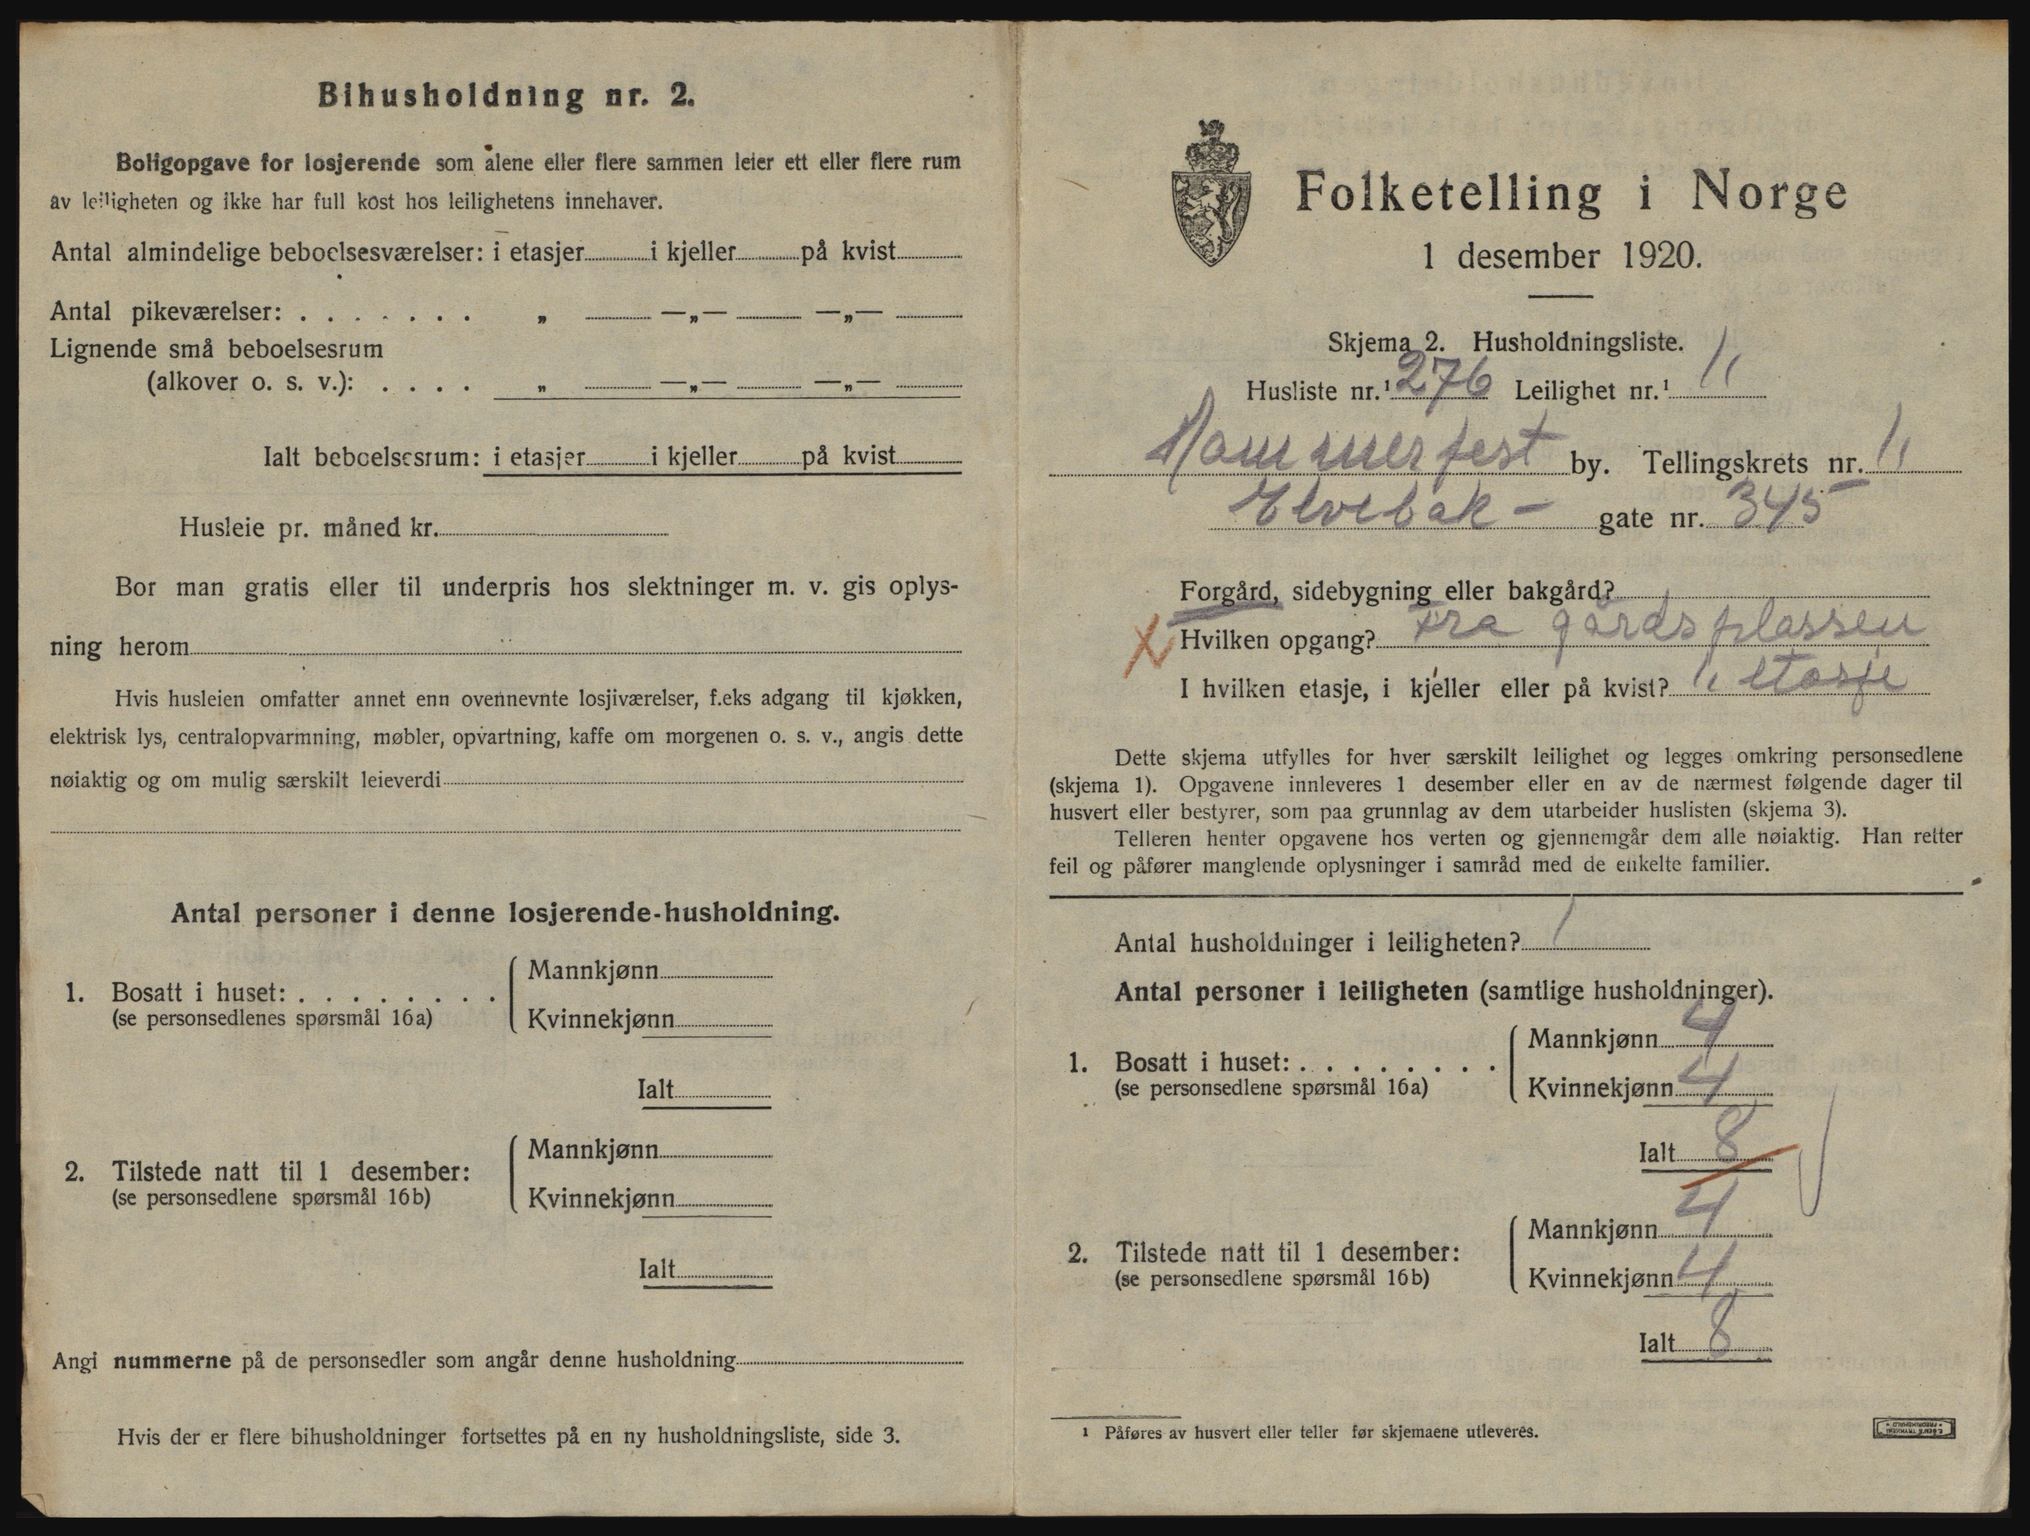 Bihusholdning nr. 2.
Boligopgave for losjerende som alene eller flere sammen leier ett eller flere rum
av leiligheten og ikke har full kost hos leilighetens innehaver.
Antal almindelige beboelsesværelser: i etasjer i kjeller på kvist
Antal pikeværelser: . . . . . . . „ —„— —„—
Lignende små beboelsesrum
(alkover o. s. v.): . . . . „ —„— —„—
Ialt beboelsesrum: i etasjer i kjeller på kvist
Husleie pr. måned kr.
Bor man gratis eller til underpris hos slektninger m. v. gis oplys-
ning herom
Hvis husleien omfatter annet enn ovennevnte losjiværelser, f.eks adgang til kjøkken,
elektrisk lys, centralopvarmning, møbler, opvartning, kaffe om morgenen o. s. v., angis dette
nøiaktig og om mulig særskilt leieverdi
Antal personer i denne losjerende-husholdning.
1. Bosatt i huset: . . . . . . . .
(se personsedlenes spørsmål 16a)
Mannkjønn
Kvinnekjønn
Ialt
2. Tilstede natt til 1 desember:
(se personsedlene spørsmål 16b)
Mannkjønn
Kvinnekjønn
Ialt
Angi nummerne på de personsedler som angår denne husholdning
Hvis der er flere bihusholdninger fortsettes på en ny husholdningsliste, side 3.
Folketelling i Norge
1 desember 1920.
Skjema 2. Husholdningsliste.
Husliste nr.¹ 276 Leilighet nr.¹ 1,
Hammerfest by. Tellingskrets nr. 1,
Elvebak – gate nr. 345
Forgård, sidebygning eller bakgård?
Hvilken opgang? Fra gårdsplassen
I hvilken etasje, i kjeller eller på kvist? 1, etasje
Dette skjema utfylles for hver særskilt leilighet og legges omkring personsedlene
(skjema 1). Opgavene innleveres 1 desember eller en av de nærmest følgende dager til
husvert eller bestyrer, som paa grunnlag av dem utarbeider huslisten (skjema 3).
Telleren henter opgavene hos verten og gjennemgår dem alle nøiaktig. Han retter
feil og påfører manglende oplysninger i samråd med de enkelte familier.
Antal husholdninger i leiligheten? 1
Antal personer i leiligheten (samtlige husholdninger).
1. Bosatt i huset: . . . . . . . .
(se personsedlene spørsmål 16a)
Mannkjønn 4
Kvinnekjønn 4
Ialt 8
2. Tilstede natt til 1 desember:
(se personsedlene spørsmål 16b)
Mannkjønn 4
Kvinnekjønn 4
Ialt 8
¹ Påføres av husvert eller teller før skjemaene utleveres.